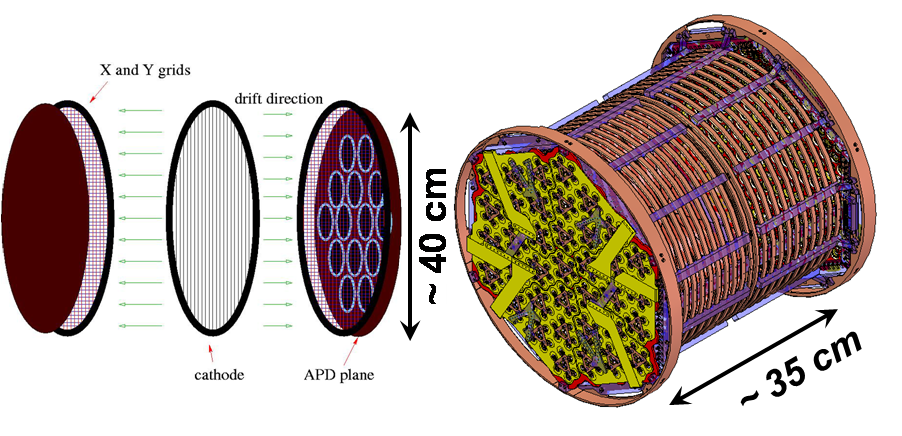 X and Y grids
drift direction
cathode
APD plane
~ 40 cm
~ 35 cm